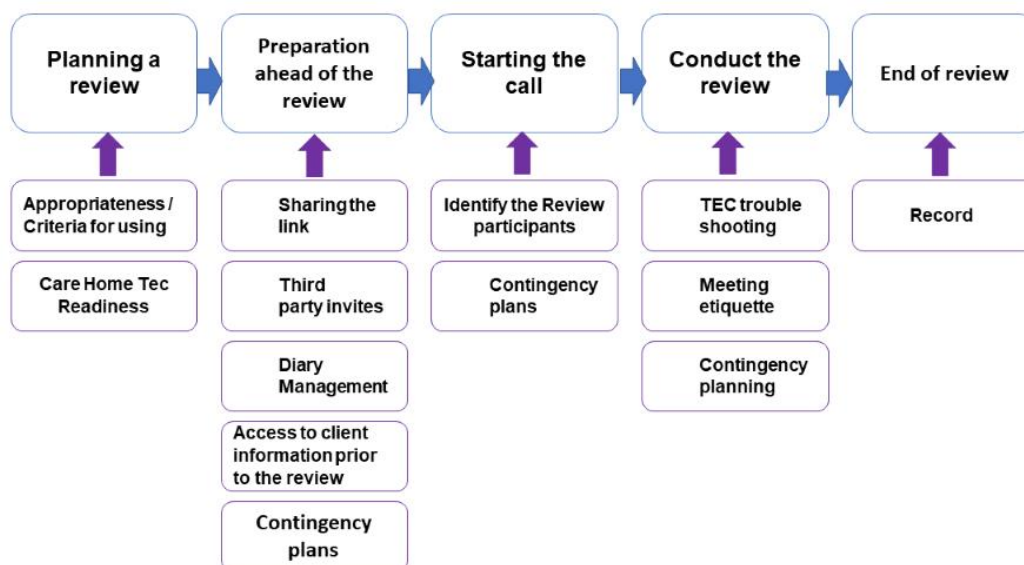 Planning a
review
Preparation
ahead of the
review
Starting the
call
Conduct the
review
End of review
Appropriateness /
Criteria for using
Care Home Tec
Readiness
Sharing the
link
Third
party invites
Diary
Management
Access to client
information prior
to the review
Contingency
plans
Identify the Review
participants
Contingency
plans
TEC trouble
shooting
Meeting
etiquette
Contingency
planning
Record